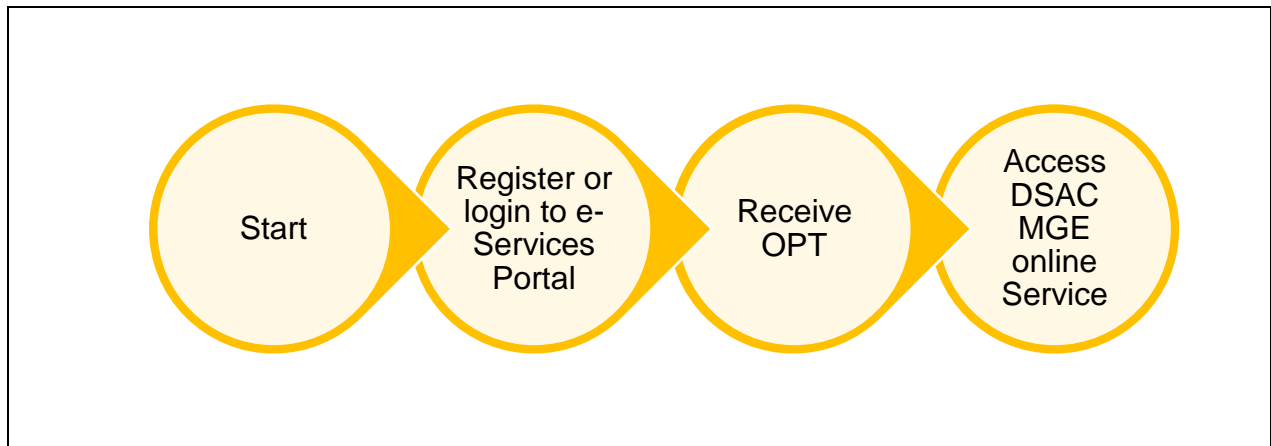 Start
Register or
login to e-
Services
Portal
Receive
OPT
Access
DSAC
MGE
online
Service